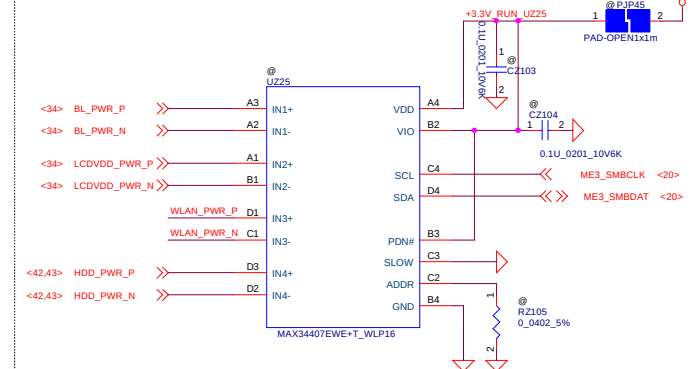 @
PJP45
+3.3V_RUN_UZ25
1
2
PAD-OPEN1x1m
0.1U_0201_10V6K
1
@
CZ103
2
@
UZ25
@
CZ104
1
2
0.1U_0201_10V6K
<34> BL_PWR_P A3 IN1+ VDD A4
<34> BL_PWR_N A2 IN1- VIO B2
<34> LCDVDD_PWR_P A1 IN2+ SCL C4 ME3_SMBCLK <20>
<34> LCDVDD_PWR_N B1 IN2- SDA D4 ME3_SMBDAT <20>
WLAN_PWR_P D1 IN3+
WLAN_PWR_N C1 IN3- PDN# B3
SLOW C3
<42,43> HDD_PWR_P D3 IN4+ ADDR C2
<42,43> HDD_PWR_N D2 IN4- GND B4
1
@
RZ105
0_0402_5%
2
MAX34407EWE+T_WLP16